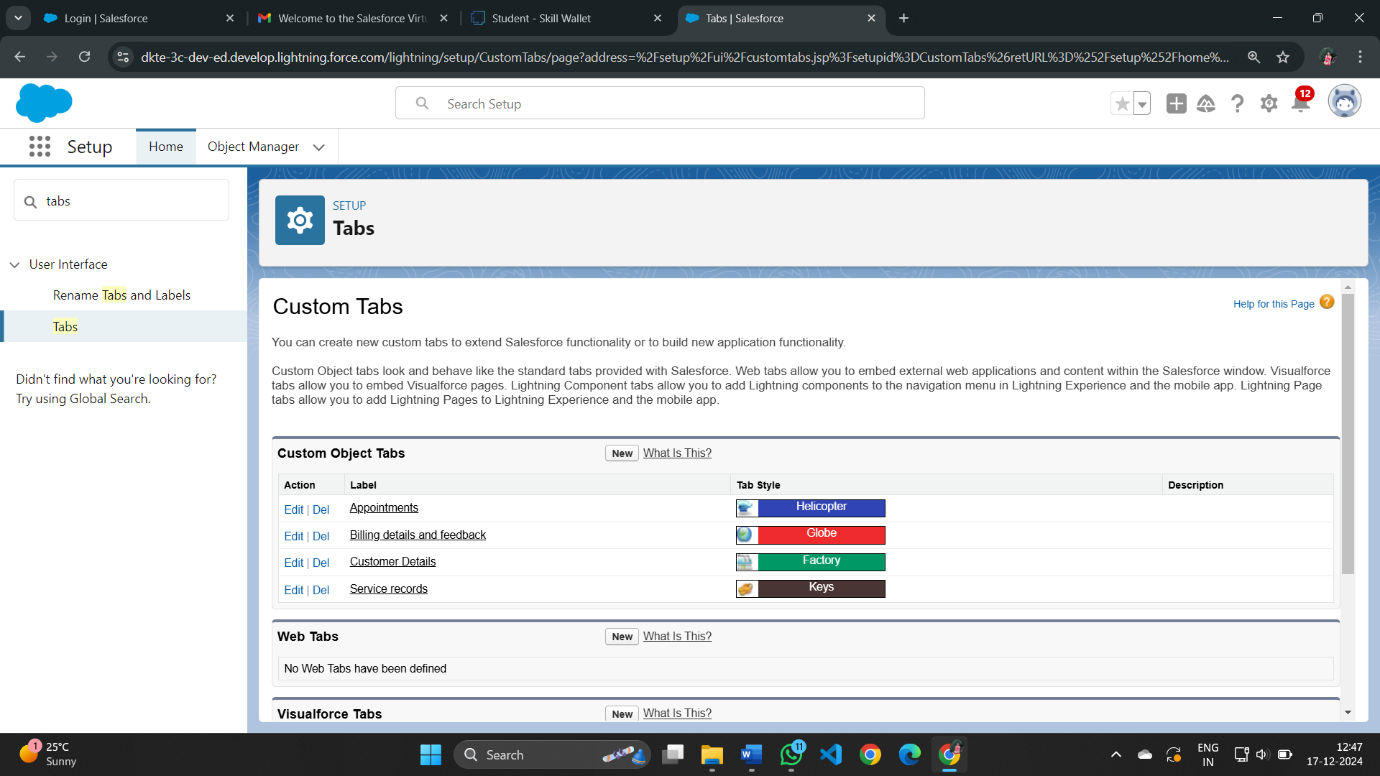 Login | Salesforce
Welcome to the Salesforce Virtu
Student - Skill Wallet
Tabs | Salesforce
dkte-3c-dev-ed.develop.lightning.force.com/lightning/setup/CustomTabs/page?address=%2Fsetup%2Fui%2Fcustomtabs.jsp%3Fsetupid%3DCustomTabs%26retURL%3D%252Fsetup%252Fhome%...
Search Setup
12
Setup
Home
Object Manager
tabs
SETUP
Tabs
User Interface
Rename Tabs and Labels
Tabs
Didn't find what you're looking for?
Try using Global Search.
Custom Tabs
Help for this Page ?
You can create new custom tabs to extend Salesforce functionality or to build new application functionality.
Custom Object tabs look and behave like the standard tabs provided with Salesforce. Web tabs allow you to embed external web applications and content within the Salesforce window. Visualforce
tabs allow you to embed Visualforce pages. Lightning Component tabs allow you to add Lightning components to the navigation menu in Lightning Experience and the mobile app. Lightning Page
tabs allow you to add Lightning Pages to Lightning Experience and the mobile app.
Custom Object Tabs New What Is This?
Action Label Tab Style Description
Edit | Del Appointments Helicopter
Edit | Del Billing details and feedback Globe
Edit | Del Customer Details Factory
Edit | Del Service records Keys
Web Tabs New What Is This?
No Web Tabs have been defined
Visualforce Tabs New What Is This?
1
25°C
Sunny
Search
11
ENG
IN
12:47
17-12-2024